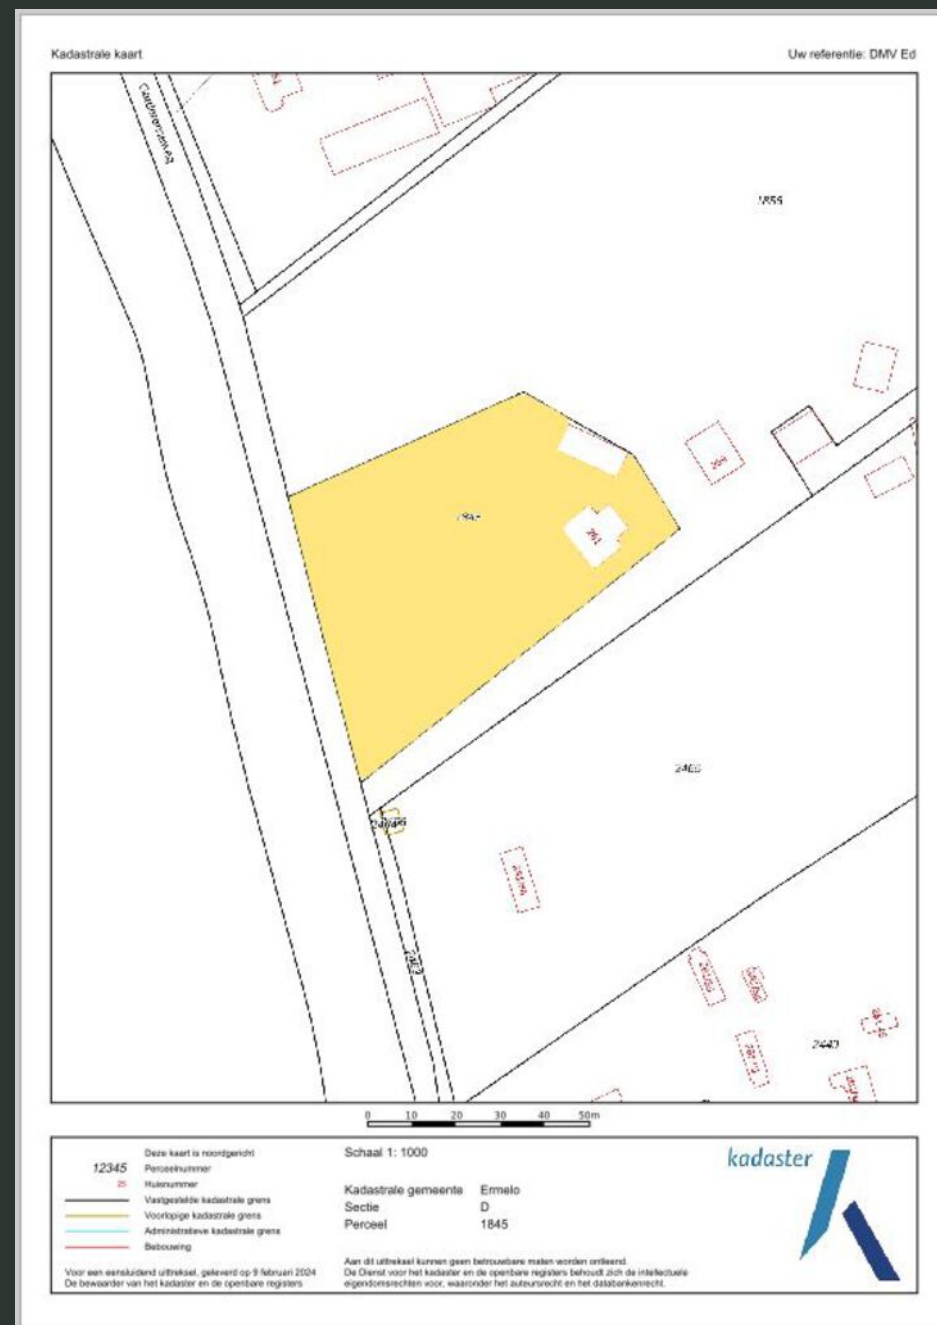 Kadastrale kaart
Uw referentie: DMV Ed
1855
264
261
2466
2440
0 10 20 30 40 50m
Deze kaart is noordgericht
12345 Perceelnummer
25 Huisnummer
Vastgestelde kadastrale grens
Voorlopige kadastrale grens
Administratieve kadastrale grens
Bebouwing
Voor een eensluidend uittreksel, geleverd op 9 februari 2024
De bewaarder van het kadaster en de openbare registers
Schaal 1: 1000
Kadastrale gemeente Ermelo
Sectie D
Perceel 1845
Aan dit uittreksel kunnen geen betrouwbare maten worden ontleend.
De Dienst voor het kadaster en de openbare registers behoudt zich de intellectuele
eigendomsrechten voor, waaronder het auteursrecht en het databankenrecht.
kadaster